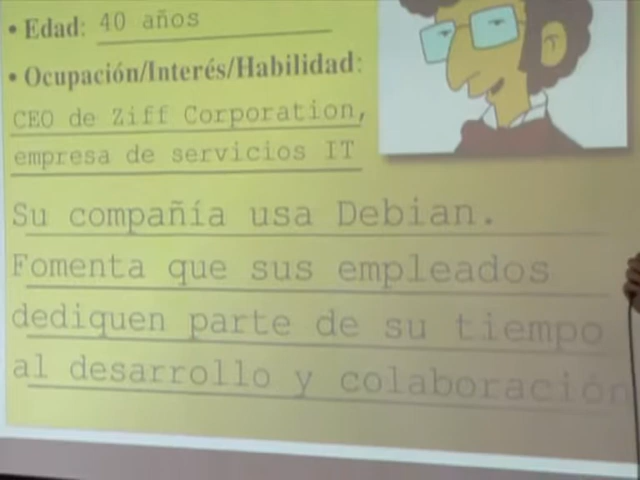 • Edad: 40 años
• Ocupación/Interés/Habilidad:
CEO de Ziff Corporation,
empresa de servicios IT
Su compañía usa Debian.
Fomenta que sus empleados
dediquen parte de su tiempo
al desarrollo y colaboración